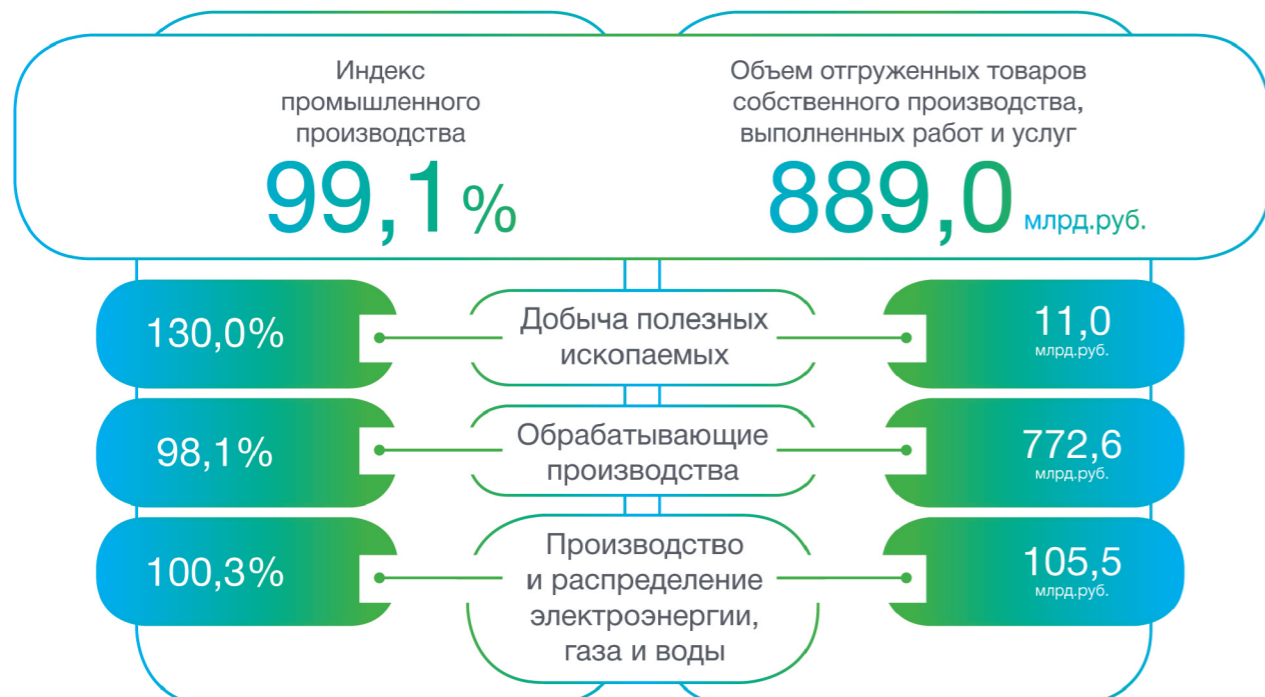 Индекс
промышленного
производства
99,1 %
Объем отгруженных товаров
собственного производства,
выполненных работ и услуг
889,0 млрд.руб.
130,0%
Добыча полезных
ископаемых
11,0
млрд.руб.
98,1%
Обрабатывающие
производства
772,6
млрд.руб.
100,3%
Производство
и распределение
электроэнергии,
газа и воды
105,5
млрд.руб.